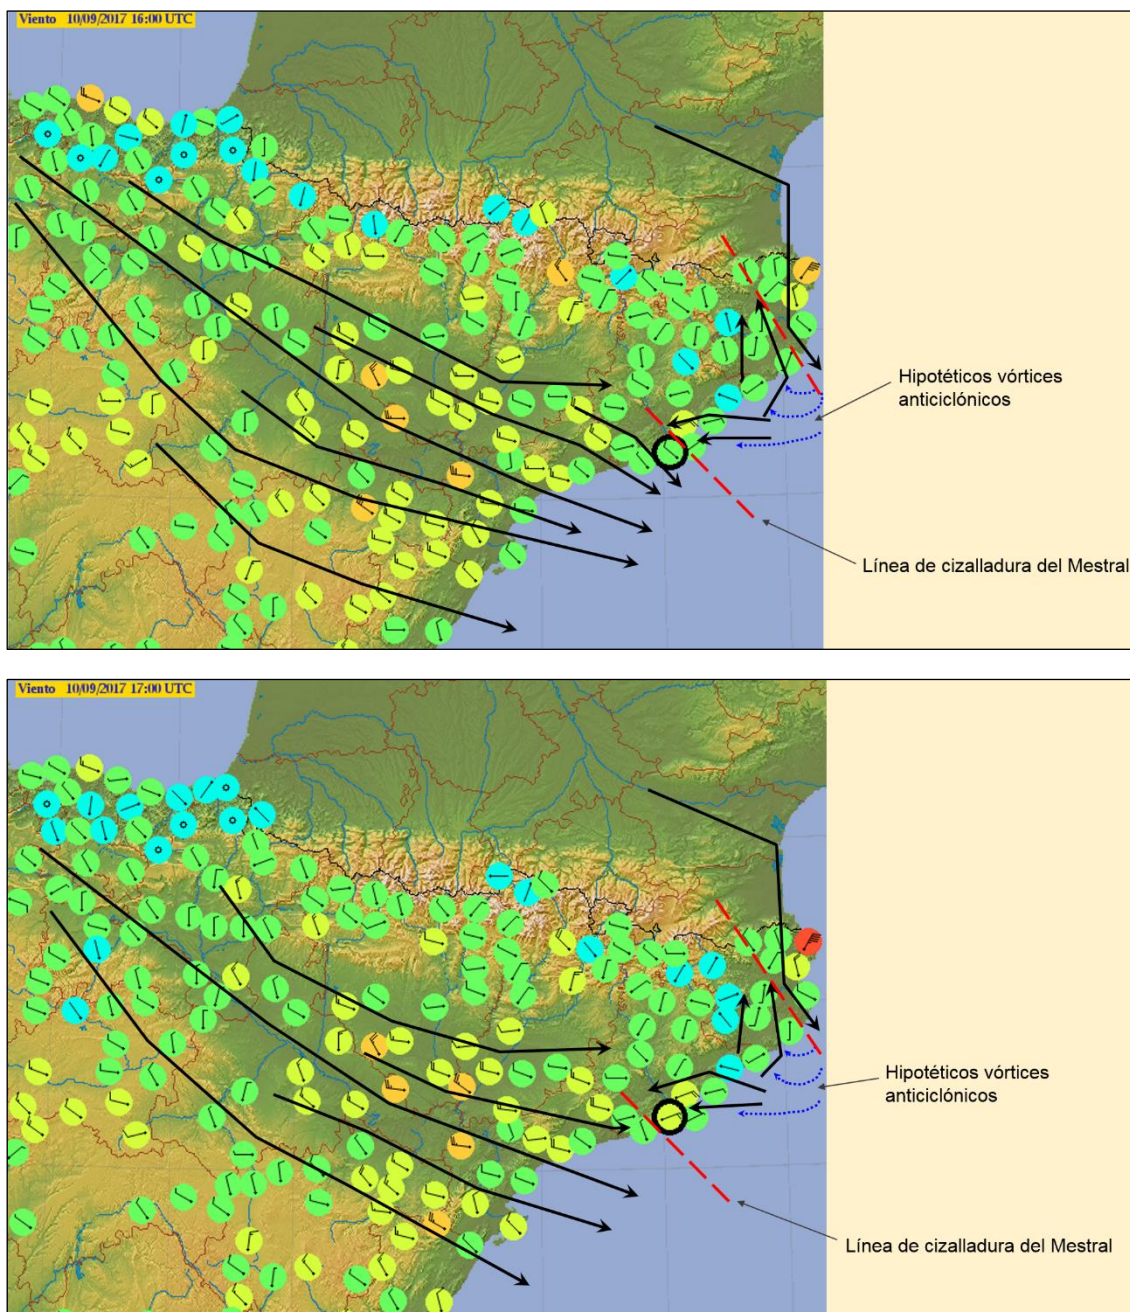 Viento 10/09/2017 16:00 UTC
Hipotéticos vórtices
anticiclónicos
Línea de cizalladura del Mestral
Viento 10/09/2017 17:00 UTC
Hipotéticos vórtices
anticiclónicos
Línea de cizalladura del Mestral